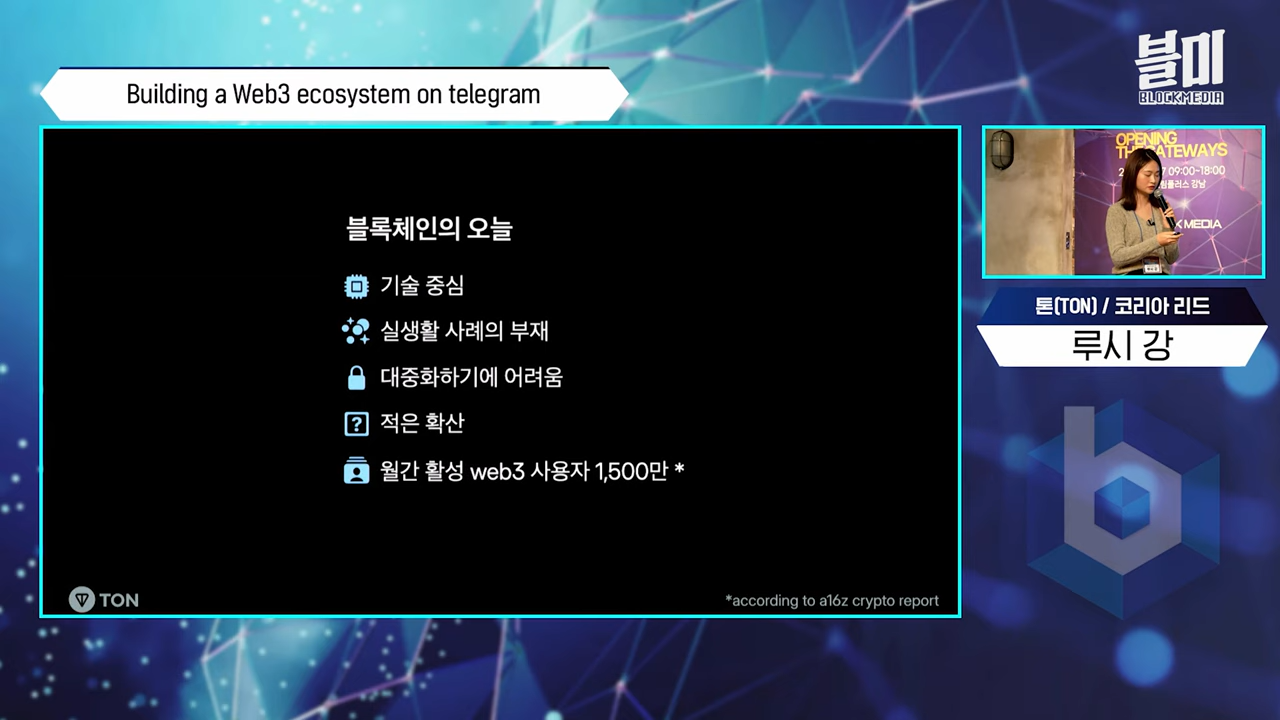 Building a Web3 ecosystem on telegram
블미
BLOCKMEDIA
블록체인의 오늘
기술 중심
실생활 사례의 부재
대중화하기에 어려움
적은 확산
월간 활성 web3 사용자 1,500만 *
TON
*according to a16z crypto report
OPENING
THE GATEWAYS
09:00~18:00
강남
K MEDIA
톤(TON) / 코리아 리드
루시 강